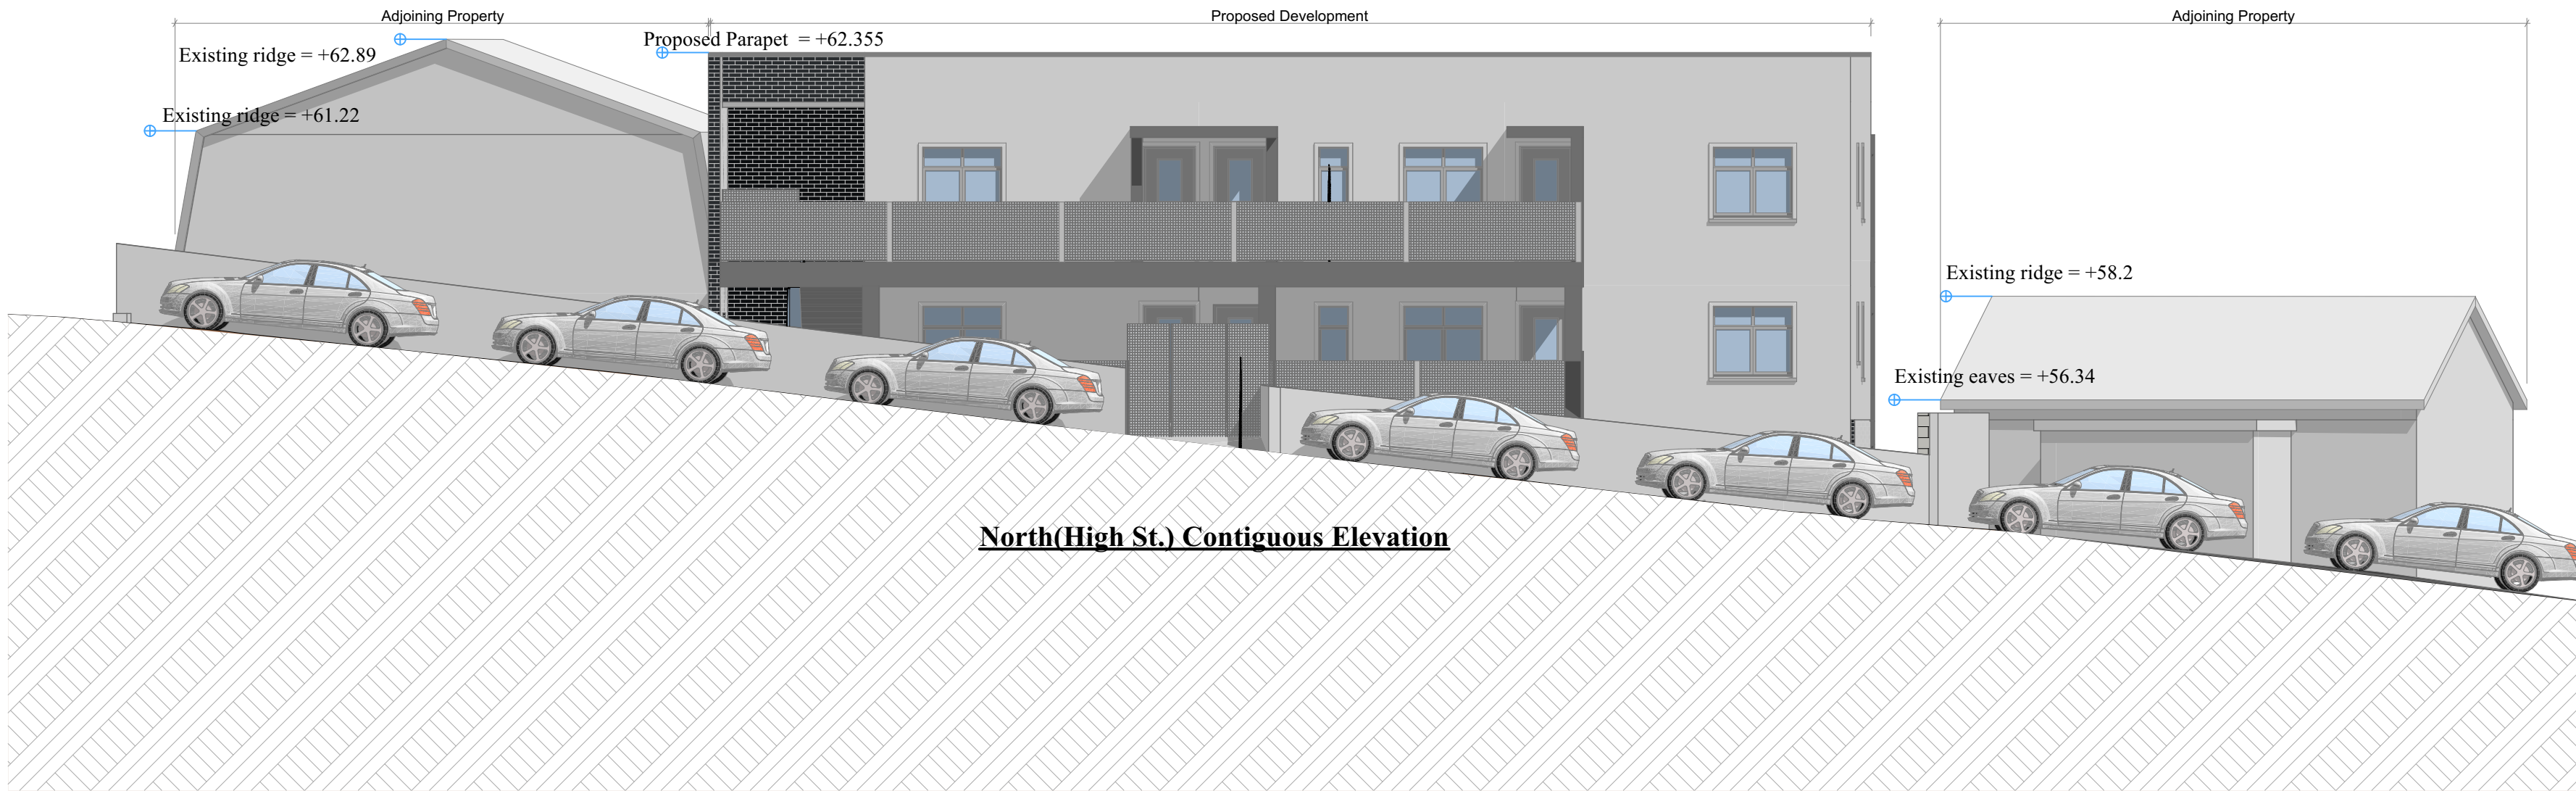 Adjoining Property
Proposed Development
Adjoining Property
Proposed Parapet  = +62.355
Existing ridge = +62.89
Existing ridge = +61.22
Existing ridge = +58.2
Existing eaves = +56.34
North(High St.) Contiguous Elevation